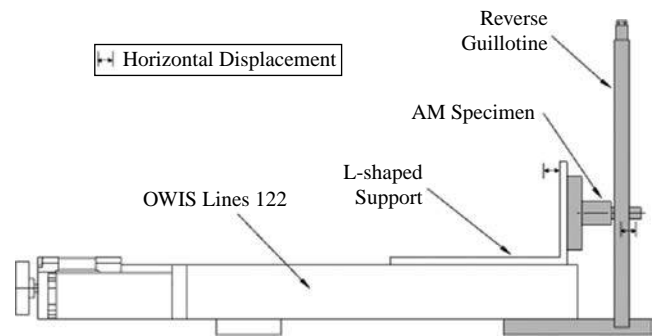 Reverse
Guillotine
Horizontal Displacement
AM Specimen
L-shaped
Support
OWIS Lines 122